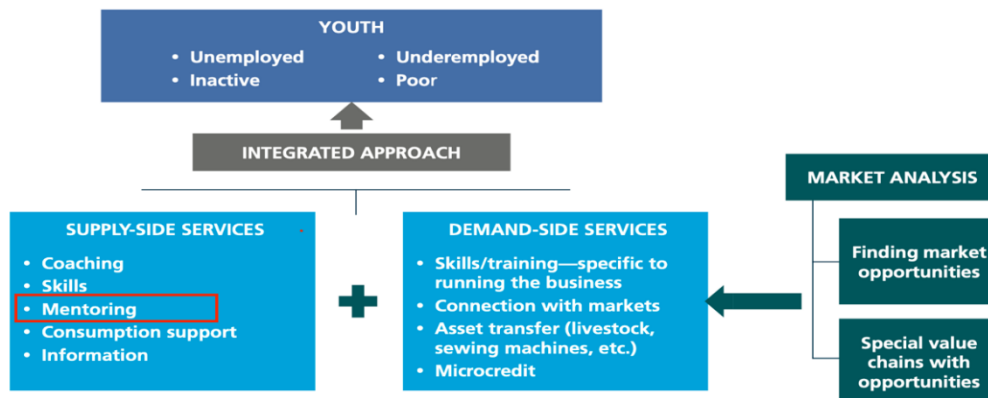 YOUTH
• Unemployed
• Underemployed
• Inactive
• Poor
INTEGRATED APPROACH
MARKET ANALYSIS
Finding market
opportunities
Special value
chains with
opportunities
SUPPLY-SIDE SERVICES
• Coaching
• Skills
• Mentoring
• Consumption support
• Information
+
DEMAND-SIDE SERVICES
• Skills/training—specific to
running the business
• Connection with markets
• Asset transfer (livestock,
sewing machines, etc.)
• Microcredit